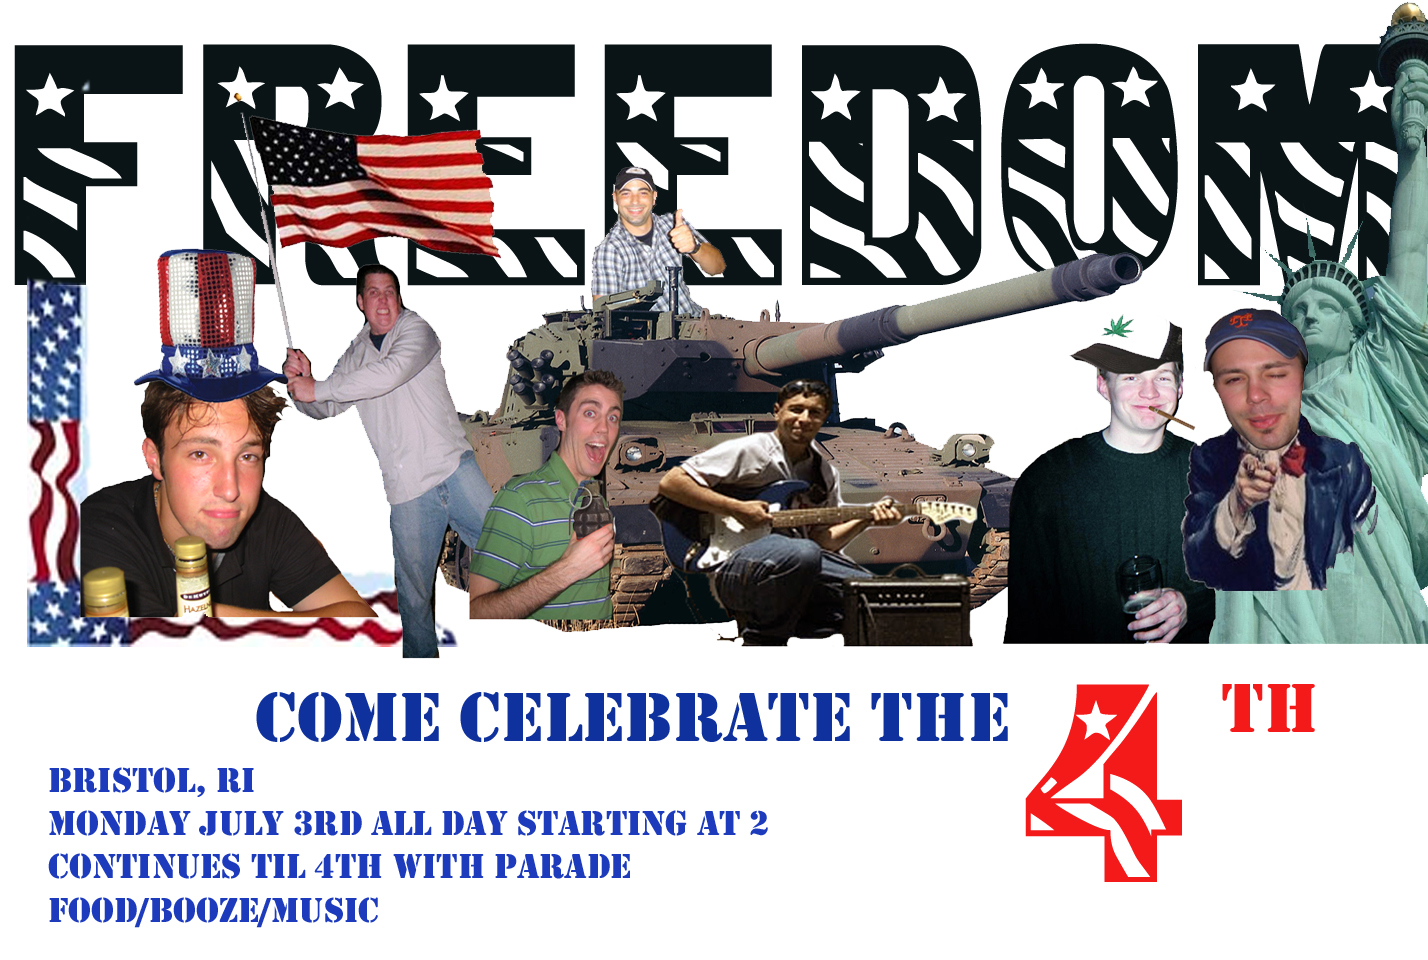 FREEDOM
COME CELEBRATE THE 4TH
BRISTOL, RI
MONDAY JULY 3RD ALL DAY STARTING AT 2
CONTINUES TIL 4TH WITH PARADE
FOOD/BOOZE/MUSIC